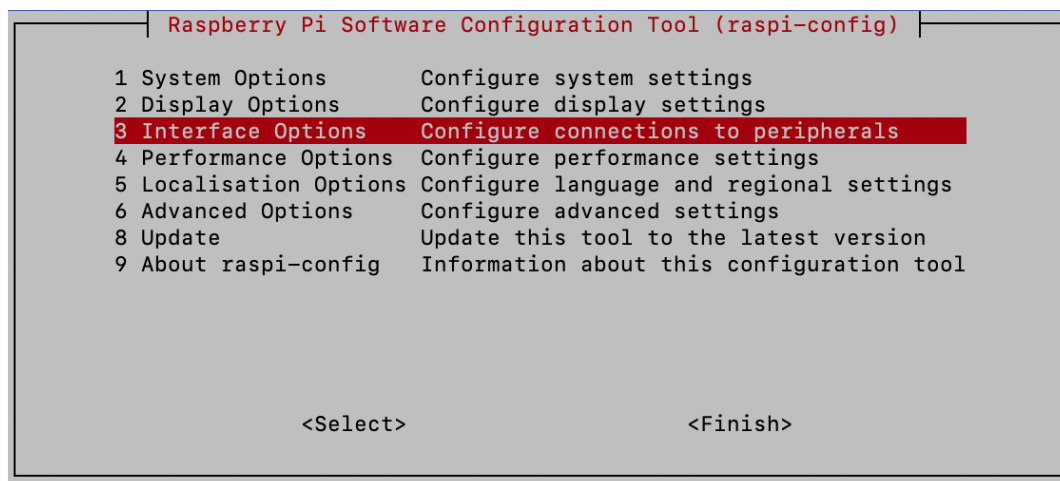 Raspberry Pi Software Configuration Tool (raspi-config)
1 System Options Configure system settings
2 Display Options Configure display settings
3 Interface Options Configure connections to peripherals
4 Performance Options Configure performance settings
5 Localisation Options Configure language and regional settings
6 Advanced Options Configure advanced settings
8 Update Update this tool to the latest version
9 About raspi-config Information about this configuration tool
<Select> <Finish>